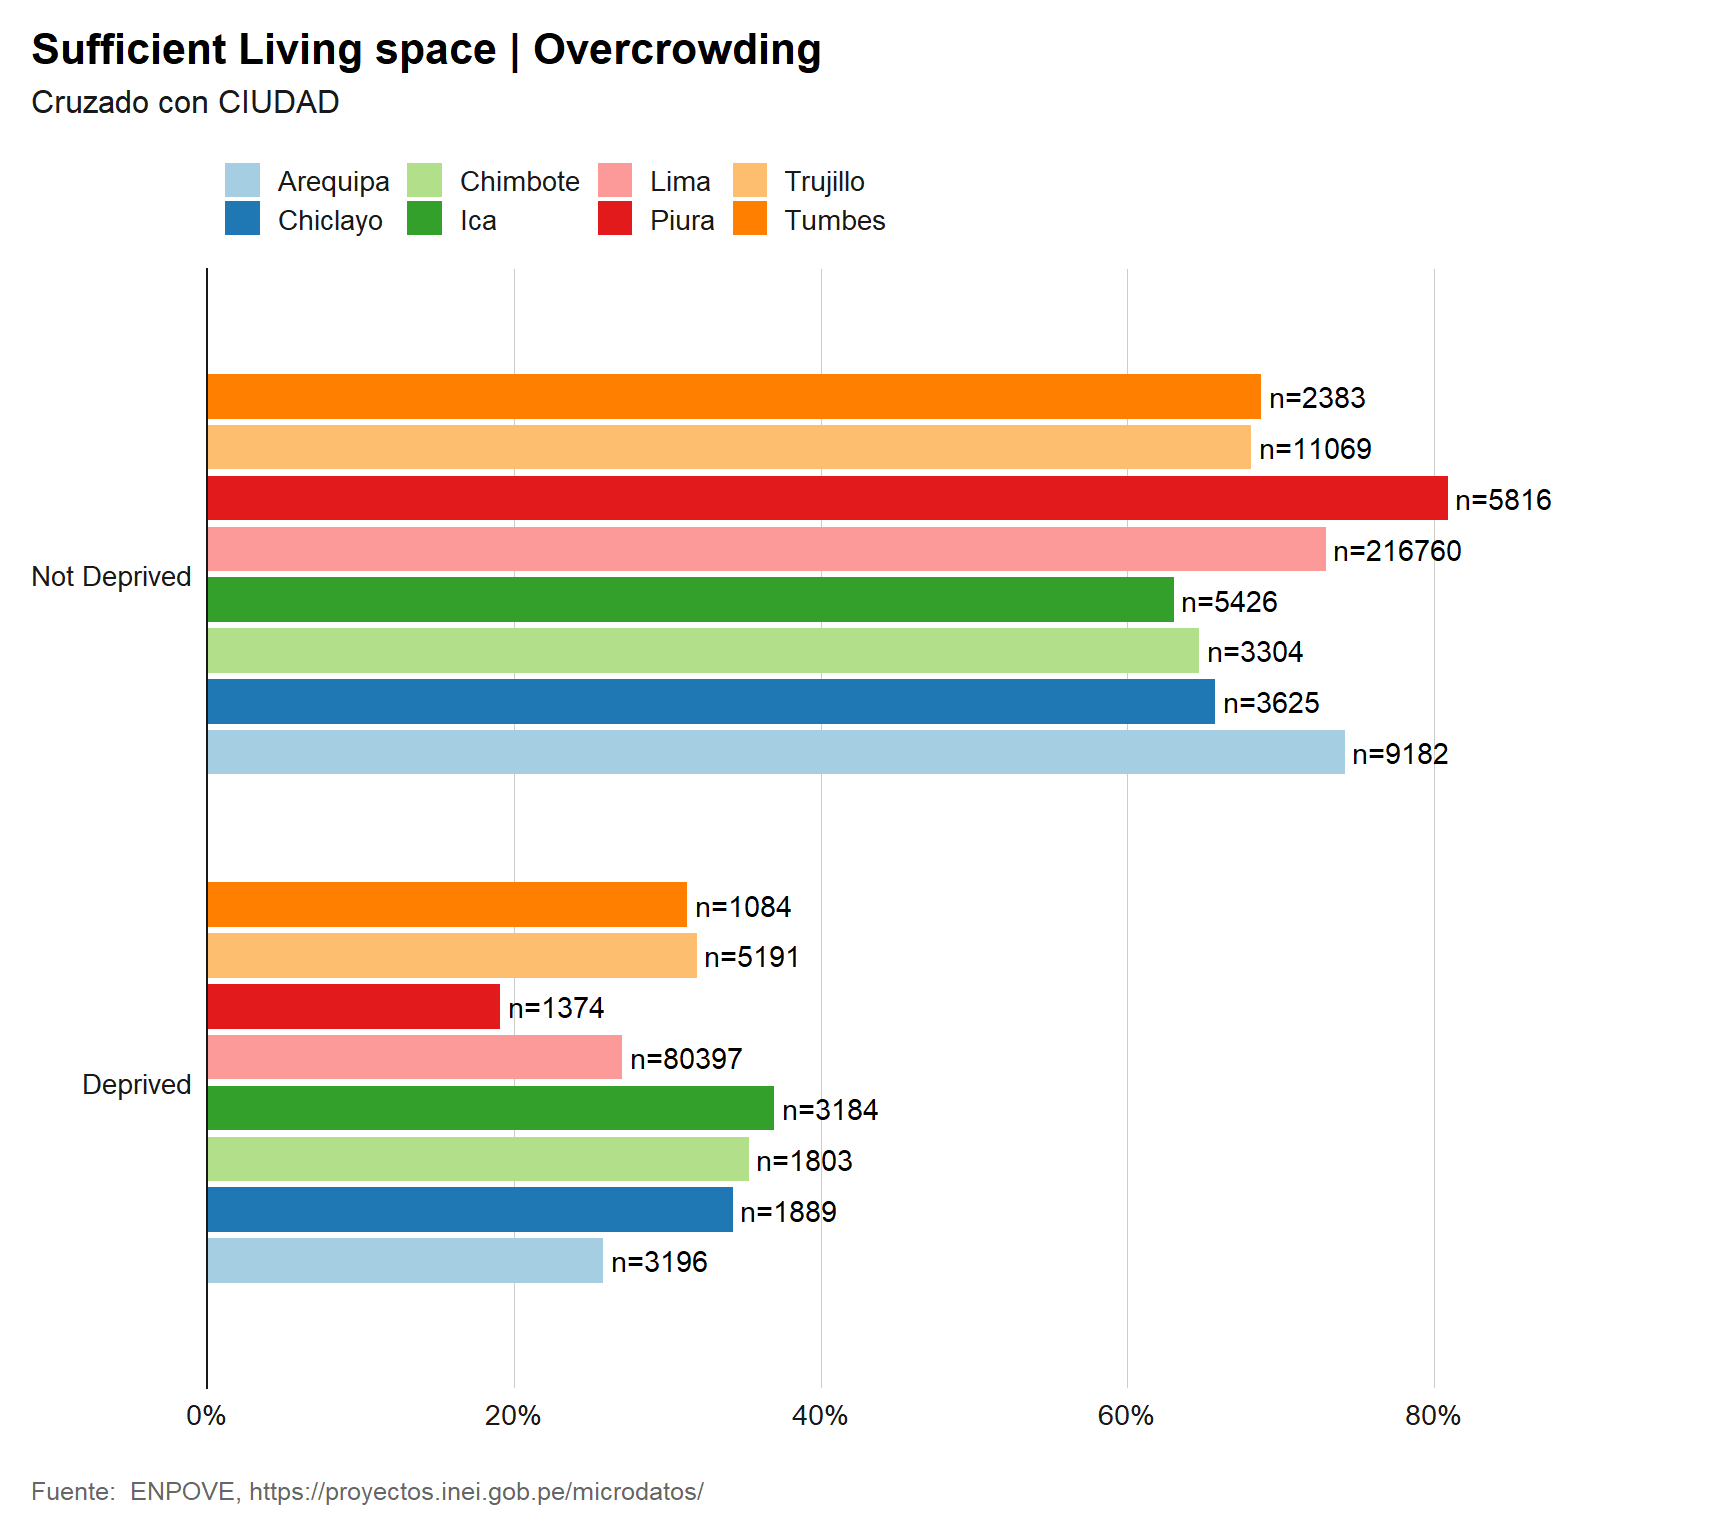 Sufficient Living space | Overcrowding
Cruzado con CIUDAD
Arequipa Chimbote Lima Trujillo
Chiclayo Ica Piura Tumbes
n=2383
n=11069
n=5816
n=216760
Not Deprived
n=5426
n=3304
n=3625
n=9182
n=1084
n=5191
n=1374
n=80397
Deprived
n=3184
n=1803
n=1889
n=3196
0% 20% 40% 60% 80%
Fuente:  ENPOVE, https://proyectos.inei.gob.pe/microdatos/